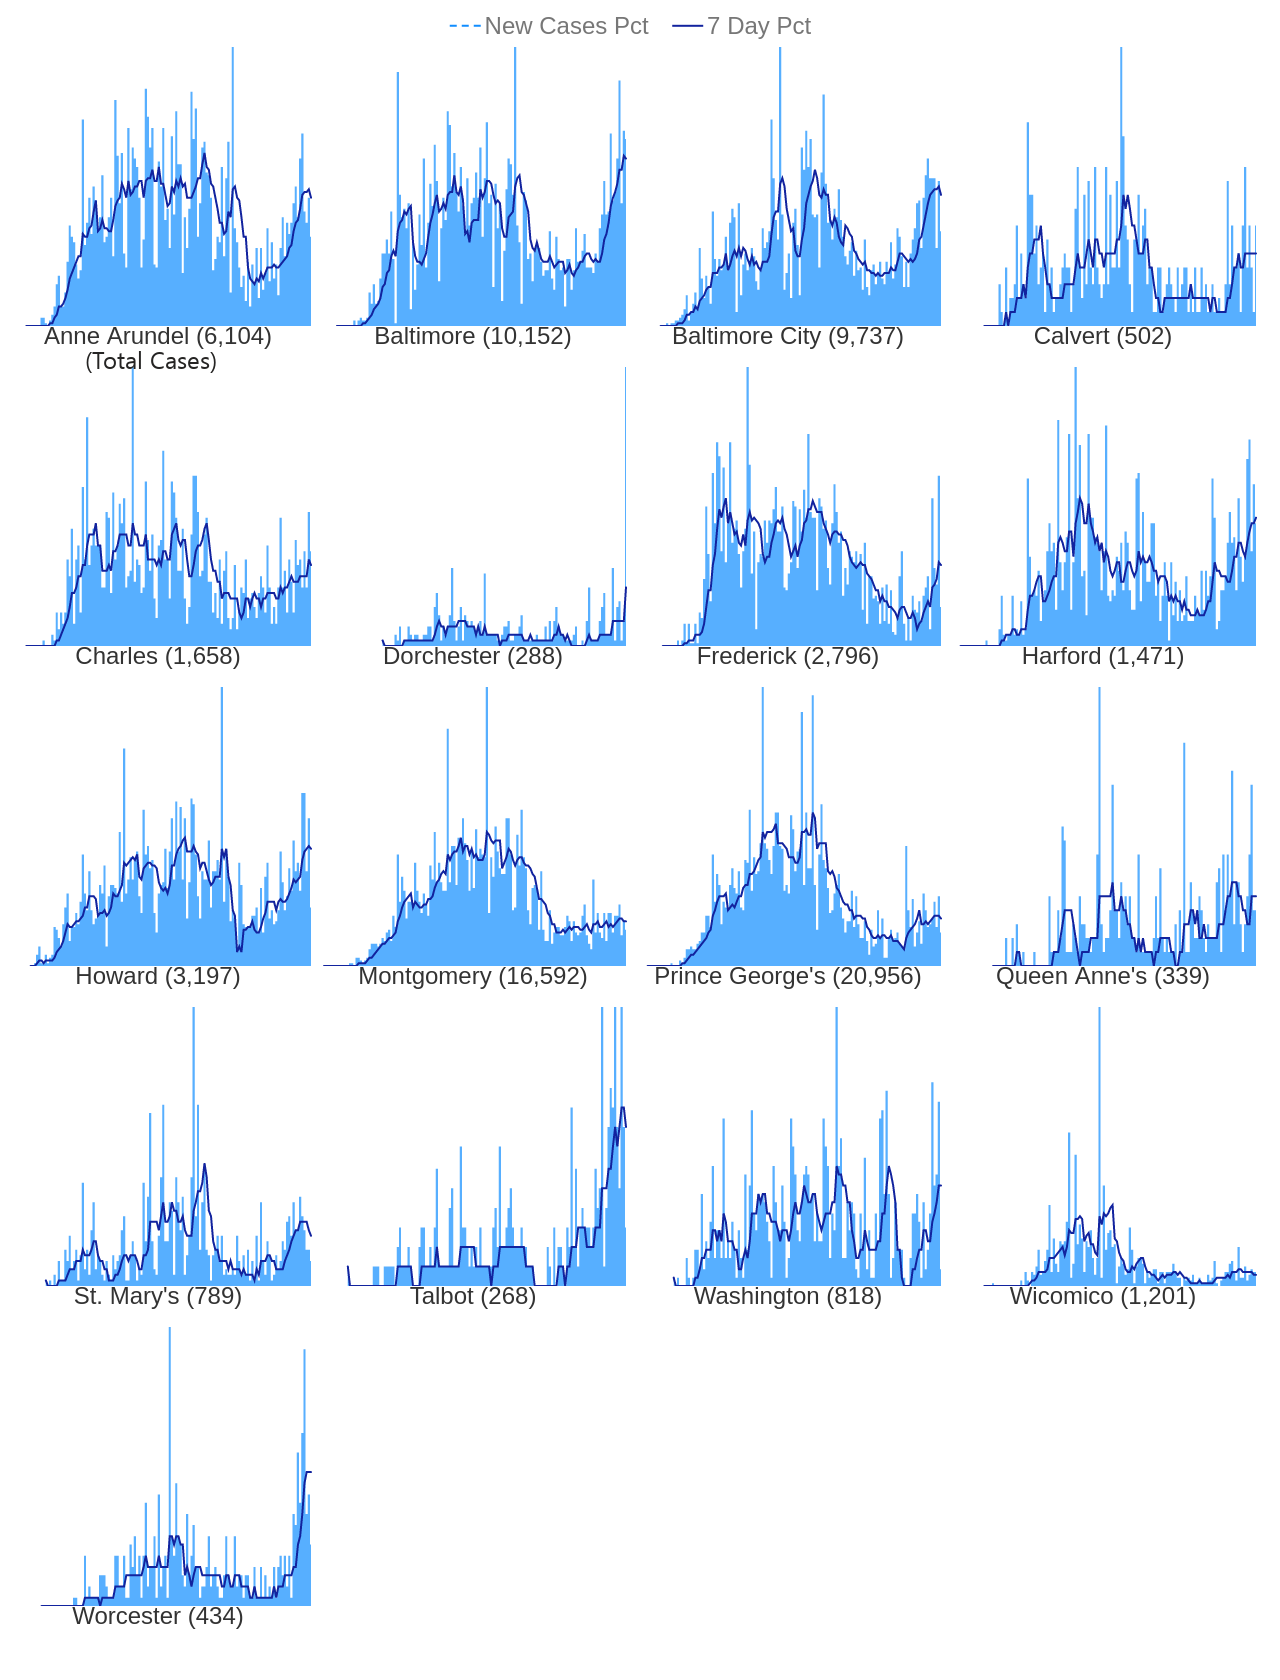 New Cases Pct 7 Day Pct
Anne Arundel (6,104) Baltimore (10,152) Baltimore City (9,737) Calvert (502)
(Total Cases)
Charles (1,658) Dorchester (288) Frederick (2,796) Harford (1,471)
Howard (3,197) Montgomery (16,592) Prince George's (20,956) Queen Anne's (339)
St. Mary's (789) Talbot (268) Washington (818) Wicomico (1,201)
Worcester (434)